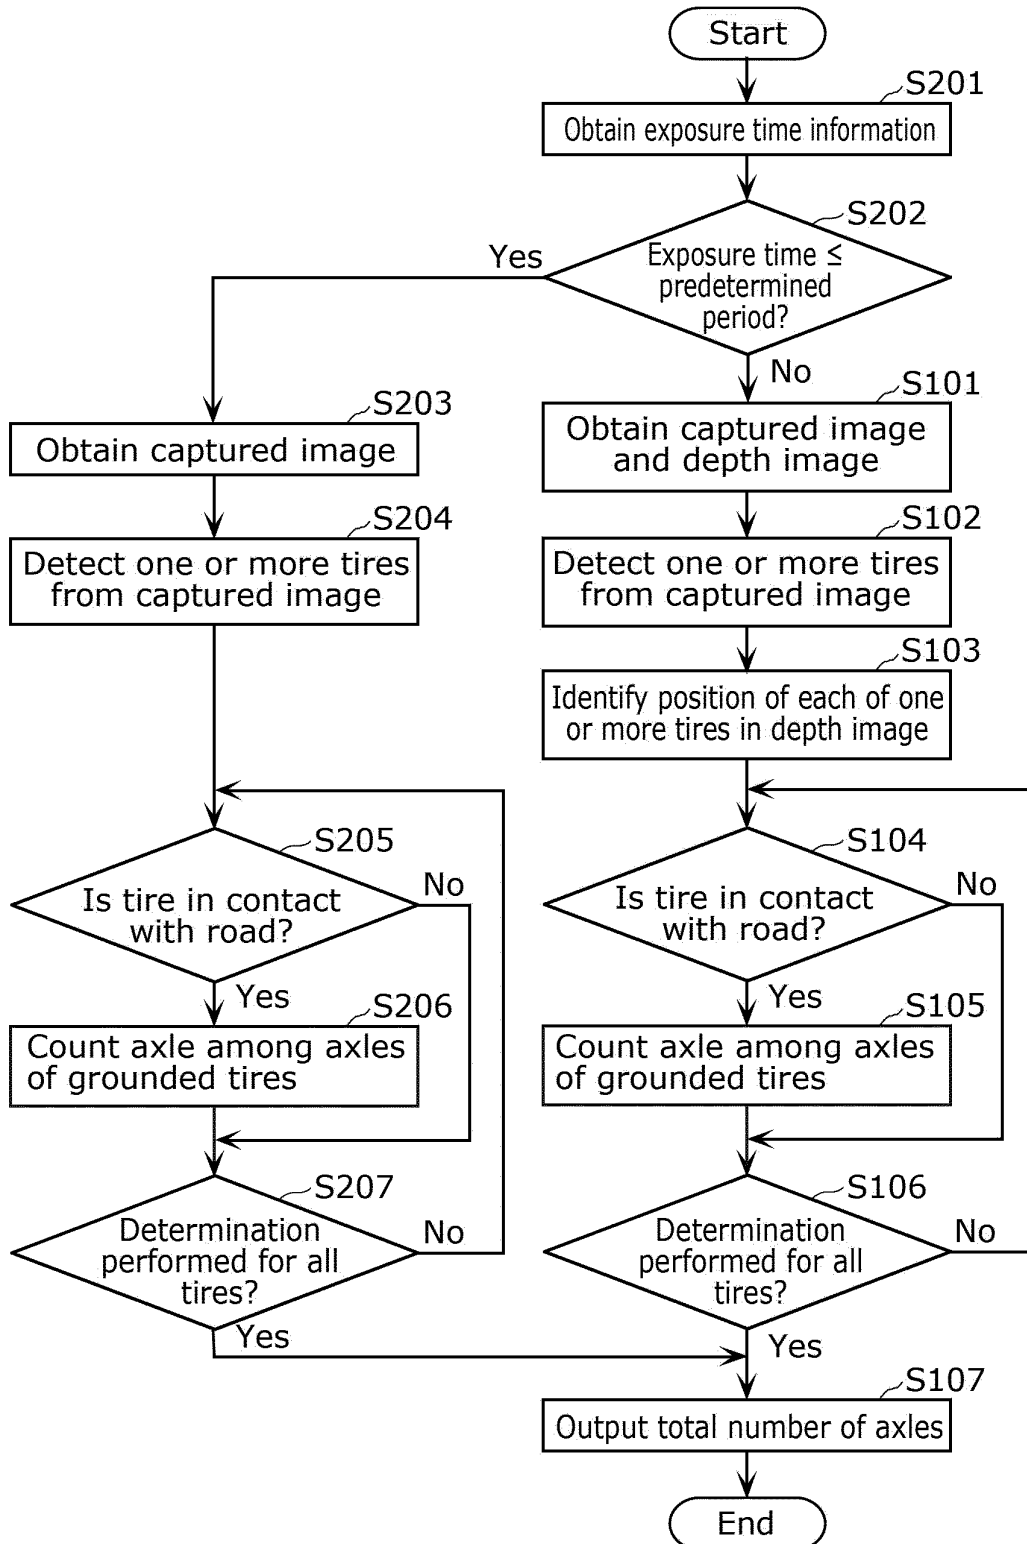 Start
S201
Obtain exposure time information
S202
Exposure time ≤
predetermined
period?
Yes
No
S203
Obtain captured image
S204
Detect one or more tires
from captured image
S205
Is tire in contact
with road?
No
Yes
S206
Count axle among axles
of grounded tires
S207
Determination
performed for all
tires?
No
Yes
S101
Obtain captured image
and depth image
S102
Detect one or more tires
from captured image
S103
Identify position of each of one
or more tires in depth image
S104
Is tire in contact
with road?
No
Yes
S105
Count axle among axles
of grounded tires
S106
Determination
performed for all
tires?
No
Yes
S107
Output total number of axles
End